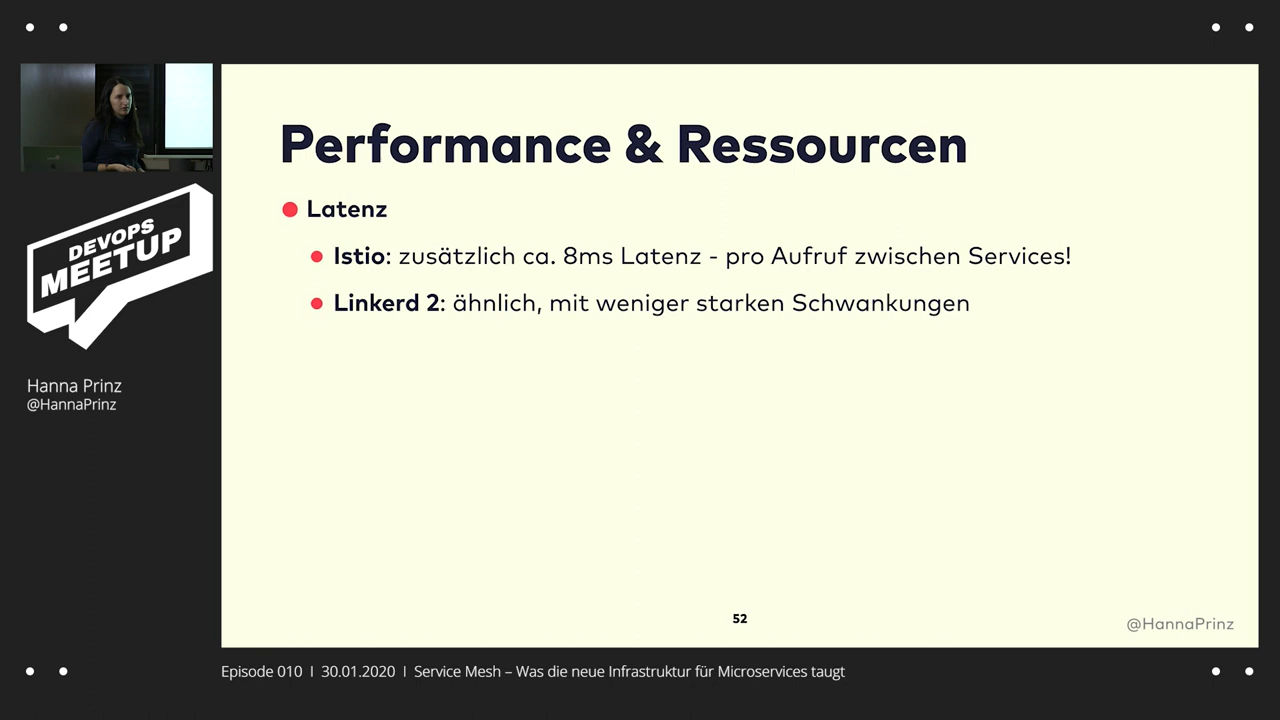 DEVOPS
MEETUP
Hanna Prinz
@HannaPrinz
Performance & Ressourcen
Latenz
Istio: zusätzlich ca. 8ms Latenz - pro Aufruf zwischen Services!
Linkerd 2: ähnlich, mit weniger starken Schwankungen
52
@HannaPrinz
Episode 010 I 30.01.2020 I Service Mesh – Was die neue Infrastruktur für Microservices taugt